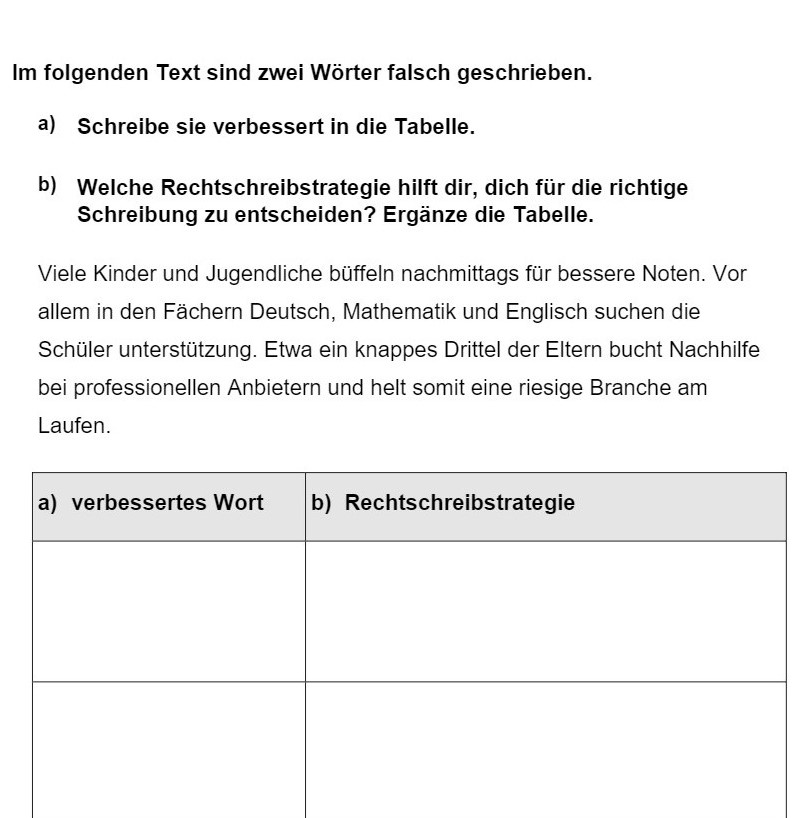 Im folgenden Text sind zwei Wörter falsch geschrieben.
a) Schreibe sie verbessert in die Tabelle.
b) Welche Rechtschreibstrategie hilft dir, dich für die richtige
Schreibung zu entscheiden? Ergänze die Tabelle.
Viele Kinder und Jugendliche büffeln nachmittags für bessere Noten. Vor
allem in den Fächern Deutsch, Mathematik und Englisch suchen die
Schüler unterstützung. Etwa ein knappes Drittel der Eltern bucht Nachhilfe
bei professionellen Anbietern und helt somit eine riesige Branche am
Laufen.
a) verbessertes Wort b) Rechtschreibstrategie